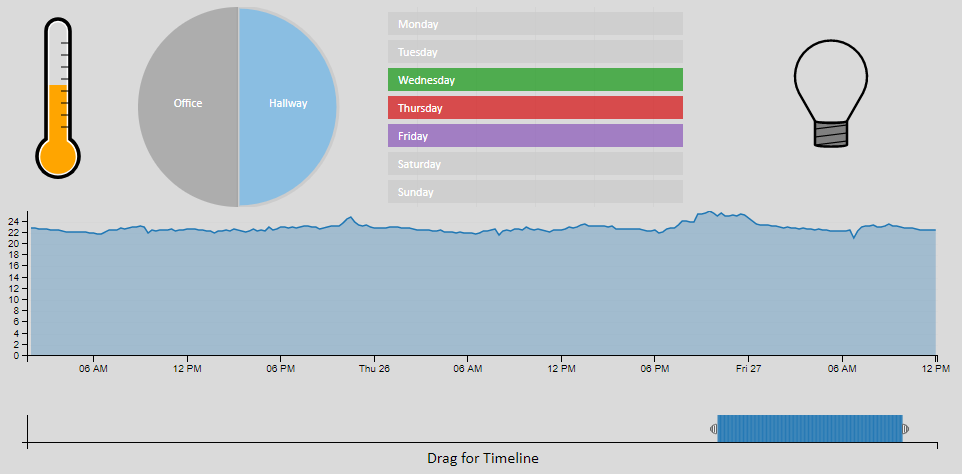 Office
Hallway
Monday
Tuesday
Wednesday
Thursday
Friday
Saturday
Sunday
24
22
20
18
16
14
12
10
8
6
4
2
0
06 AM 12 PM 06 PM Thu 26 06 AM 12 PM 06 PM Fri 27 06 AM 12 PM
Drag for Timeline